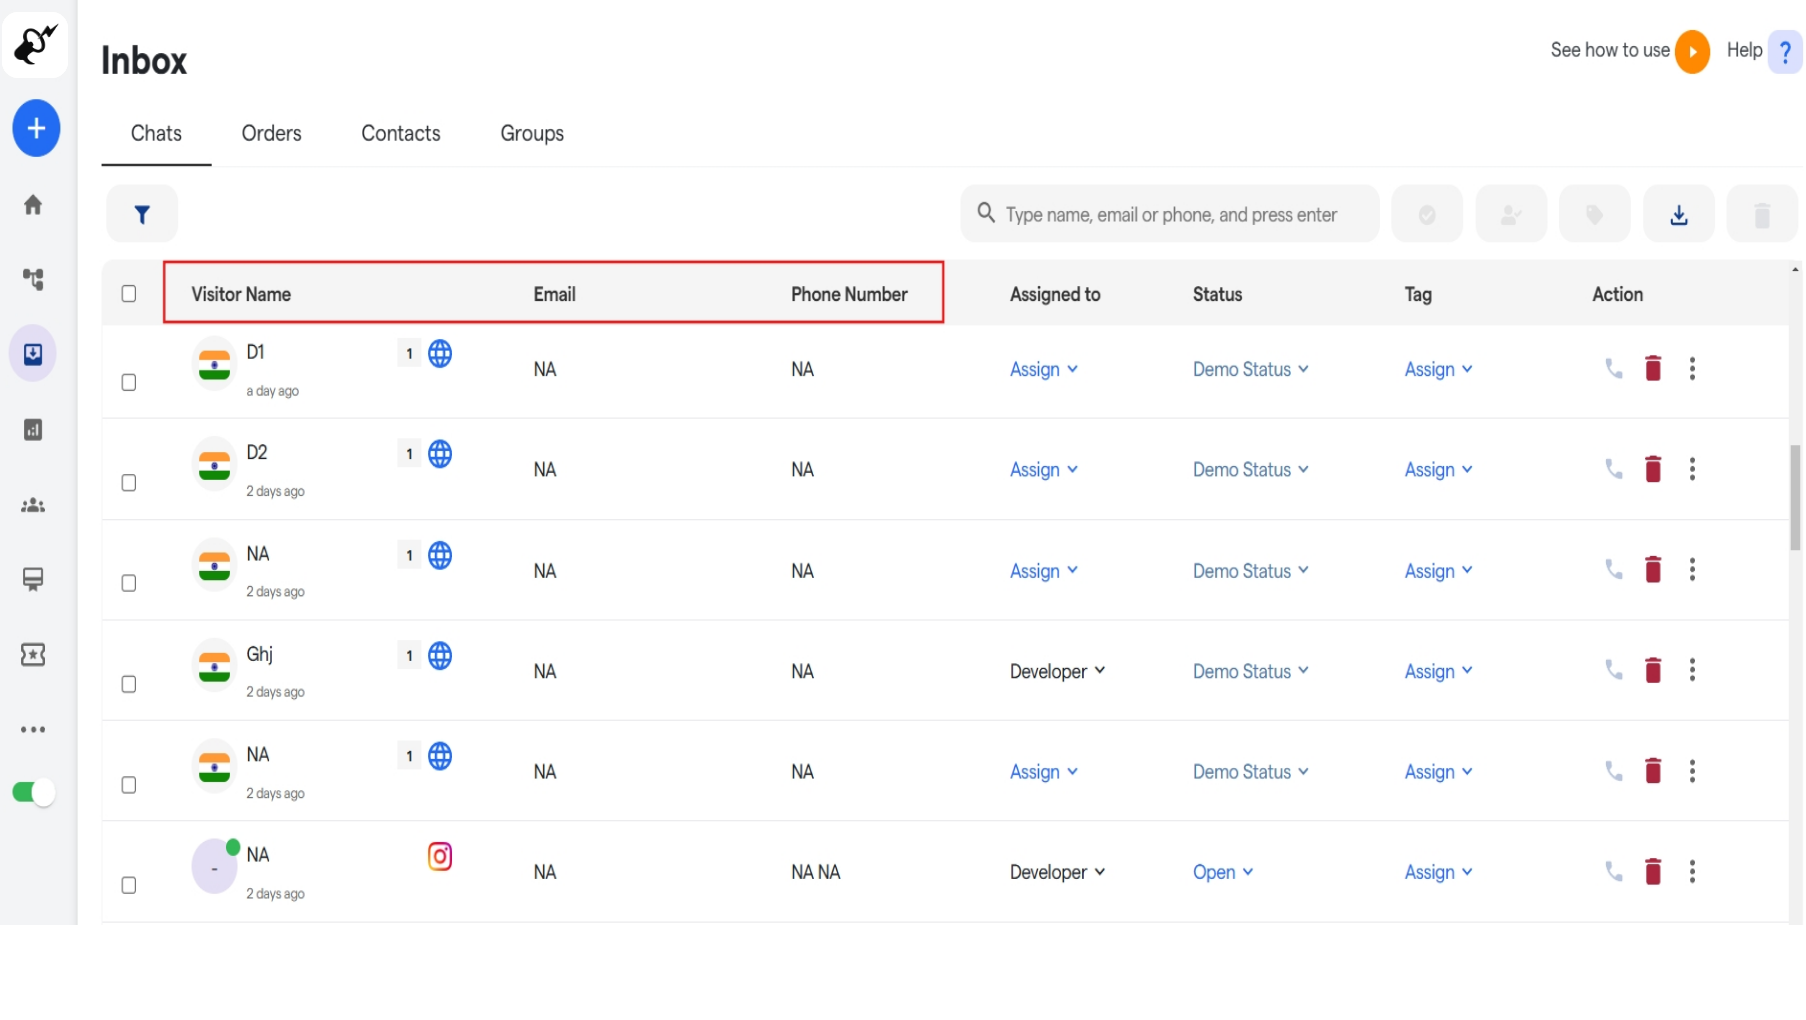 Inbox
See how to use
Help ?
Chats Orders Contacts Groups
Type name, email or phone, and press enter
Visitor Name Email Phone Number Assigned to Status Tag Action
D1 1 NA NA Assign Demo Status Assign
a day ago
D2 1 NA NA Assign Demo Status Assign
2 days ago
NA 1 NA NA Assign Demo Status Assign
2 days ago
Ghj 1 NA NA Developer Demo Status Assign
2 days ago
NA 1 NA NA Assign Demo Status Assign
2 days ago
- NA NA NA NA Developer Open Assign
2 days ago